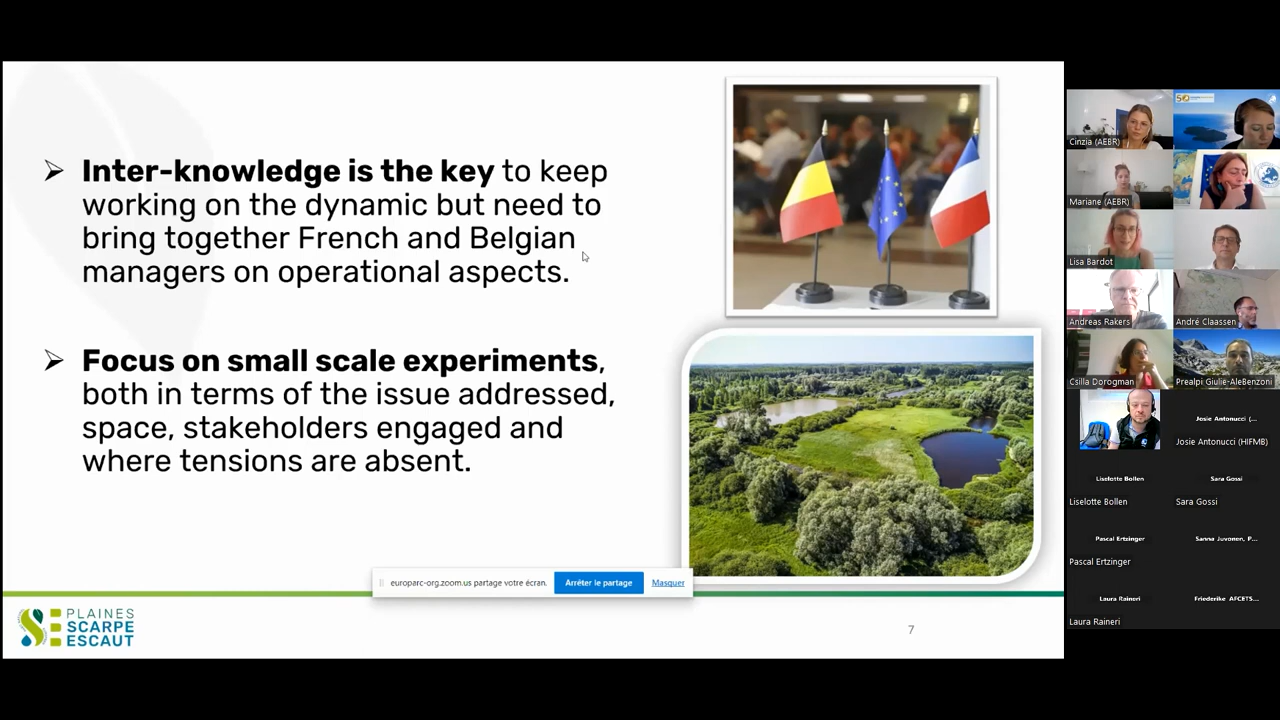 ➢ Inter-knowledge is the key to keep
working on the dynamic but need to
bring together French and Belgian
managers on operational aspects.
➢ Focus on small scale experiments,
both in terms of the issue addressed,
space, stakeholders engaged and
where tensions are absent.
europarc-org.zoom.us partage votre écran.
Arrêter le partage
Masquer
PLAINES
SCARPE
ESCAUT
7
Cinzia (AEBR)
Mariane (AEBR)
Lisa Bardot
Andreas Rakers
André Claassen
Csilla Dorogman
Prealpi Giulie-AleBenzoni
Josie Antonucci (...
Josie Antonucci (HIFMB)
Liselotte Bollen
Liselotte Bollen
Sara Gossi
Sara Gossi
Pascal Ertzinger
Pascal Ertzinger
Sanna Juvonen, P...
Laura Raineri
Laura Raineri
Friederike AFCETS...